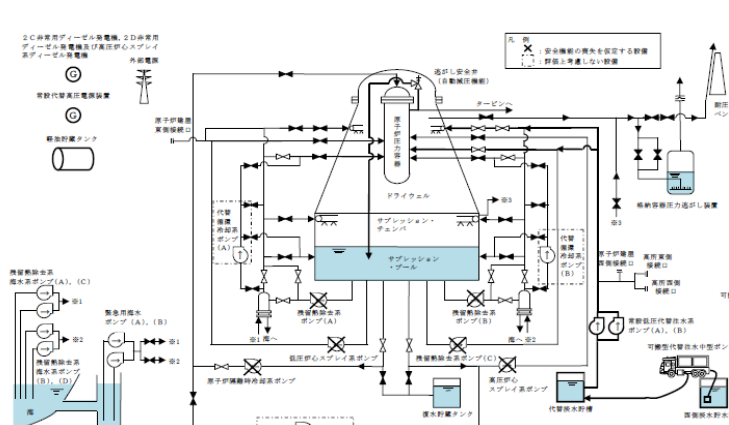 2C非常用ディーゼル発電機、2D非常用
ディーゼル発電機及び高圧炉心スプレイ
系ディーゼル発電機
外部電源
G
常設代替高圧電源装置
G
軽油貯蔵タンク
凡 例
:安全機能の喪失を仮定する設備
:評価上考慮しない設備
逃がし安全弁
(自動減圧機能)
タービンへ
原子炉建屋
東側接続口
原子炉圧力容器
ドライウェル
格納容器圧力逃がし装置
※3
※3
サプレッション・
チェンバ
サプレッション・
プール
代替
循環
冷却系
ポンプ
(A)
代替
循環
冷却系
ポンプ
(B)
原子炉建屋
西側接続口
高所東側
接続口
高所西側
接続口
残留熱除去系
海水系ポンプ(A)、(C)
※1
※2
残留熱除去系
海水系ポンプ
(B)、(D)
緊急用海水
ポンプ(A)、(B)
※1
※2
海
残留熱除去系
ポンプ(A)
残留熱除去系
ポンプ(B)
※1 海へ
海へ ※2
低圧炉心スプレイ系ポンプ
残留熱除去系ポンプ(C)
原子炉隔離時冷却系ポンプ
高圧炉心
スプレイ系ポンプ
常設低圧代替注水系
ポンプ(A)、(B)
可搬型代替注水中型ポン
復水貯蔵タンク
代替淡水貯槽
西側淡水貯水